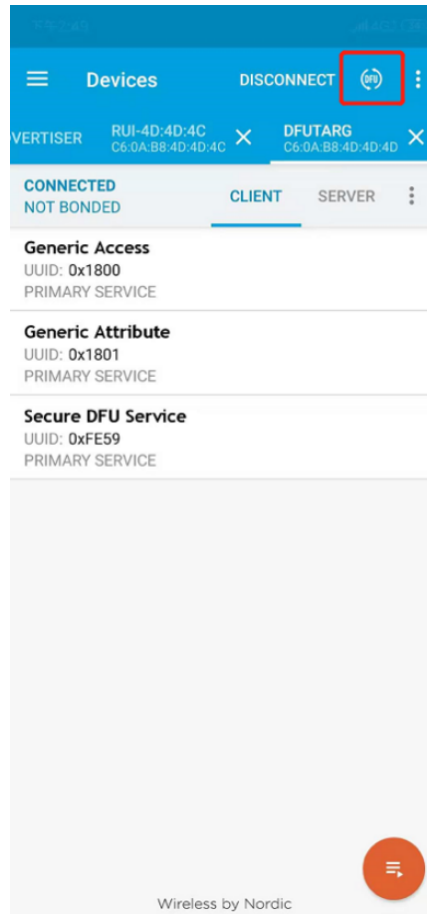 Devices DISCONNECT DFU
VERTISER RUI-4D:4D:4C DFUTARG
C6:0A:B8:4D:4D:4C C6:0A:B8:4D:4D:4D
CONNECTED
NOT BONDED CLIENT SERVER
Generic Access
UUID: 0x1800
PRIMARY SERVICE
Generic Attribute
UUID: 0x1801
PRIMARY SERVICE
Secure DFU Service
UUID: 0xFE59
PRIMARY SERVICE
Wireless by Nordic